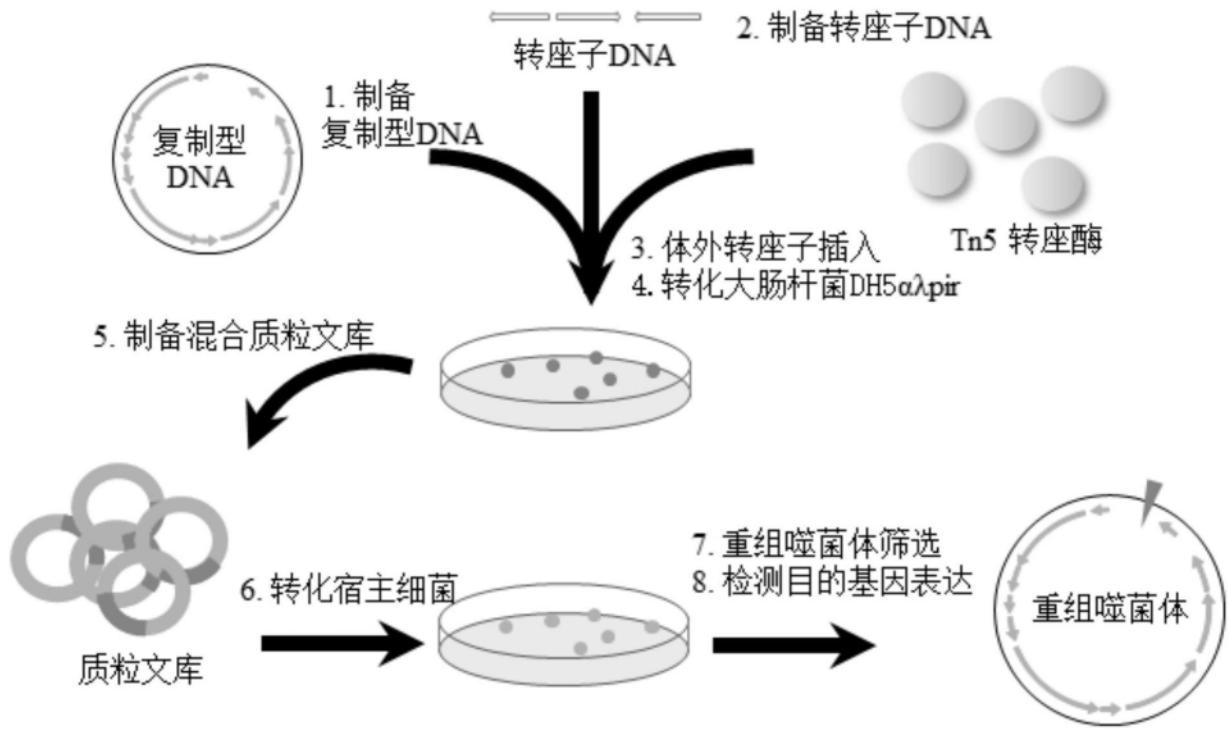 转座子DNA
2. 制备转座子DNA
1. 制备
复制型DNA
复制型
DNA
Tn5 转座酶
3. 体外转座子插入
4. 转化大肠杆菌DH5αλpir
5. 制备混合质粒文库
质粒文库
6. 转化宿主细菌
7. 重组噬菌体筛选
8. 检测目的基因表达
重组噬菌体